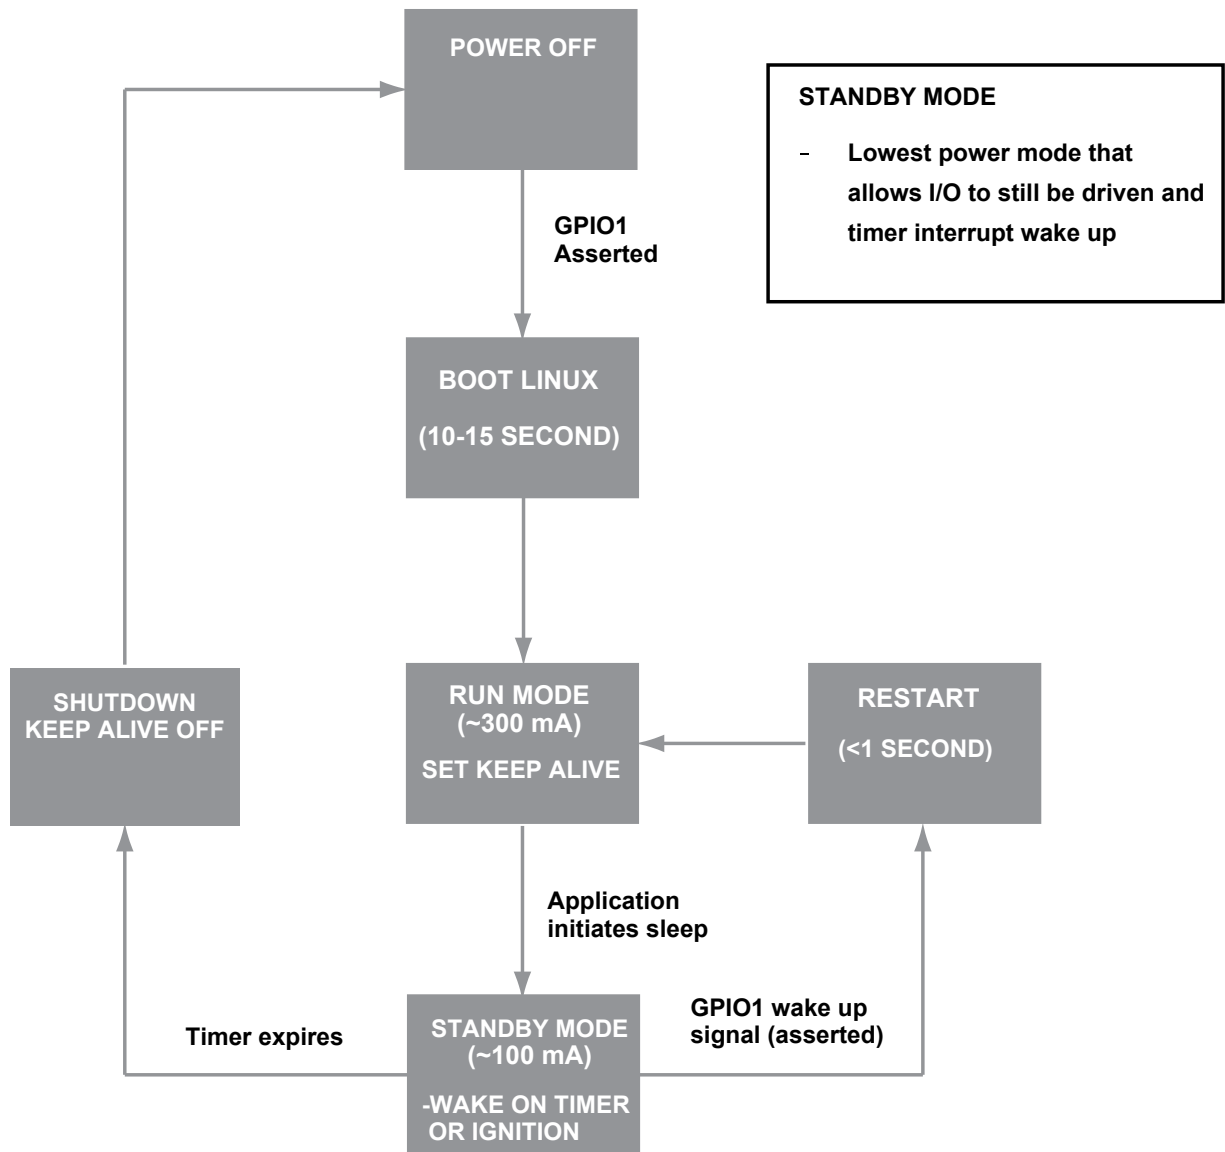 POWER OFF
STANDBY MODE
- Lowest power mode that
allows I/O to still be driven and
timer interrupt wake up
GPIO1
Asserted
BOOT LINUX
(10-15 SECOND)
SHUTDOWN
KEEP ALIVE OFF
RUN MODE
(~300 mA)
SET KEEP ALIVE
RESTART
(<1 SECOND)
Application
initiates sleep
Timer expires
STANDBY MODE
(~100 mA)
-WAKE ON TIMER
OR IGNITION
GPIO1 wake up
signal (asserted)